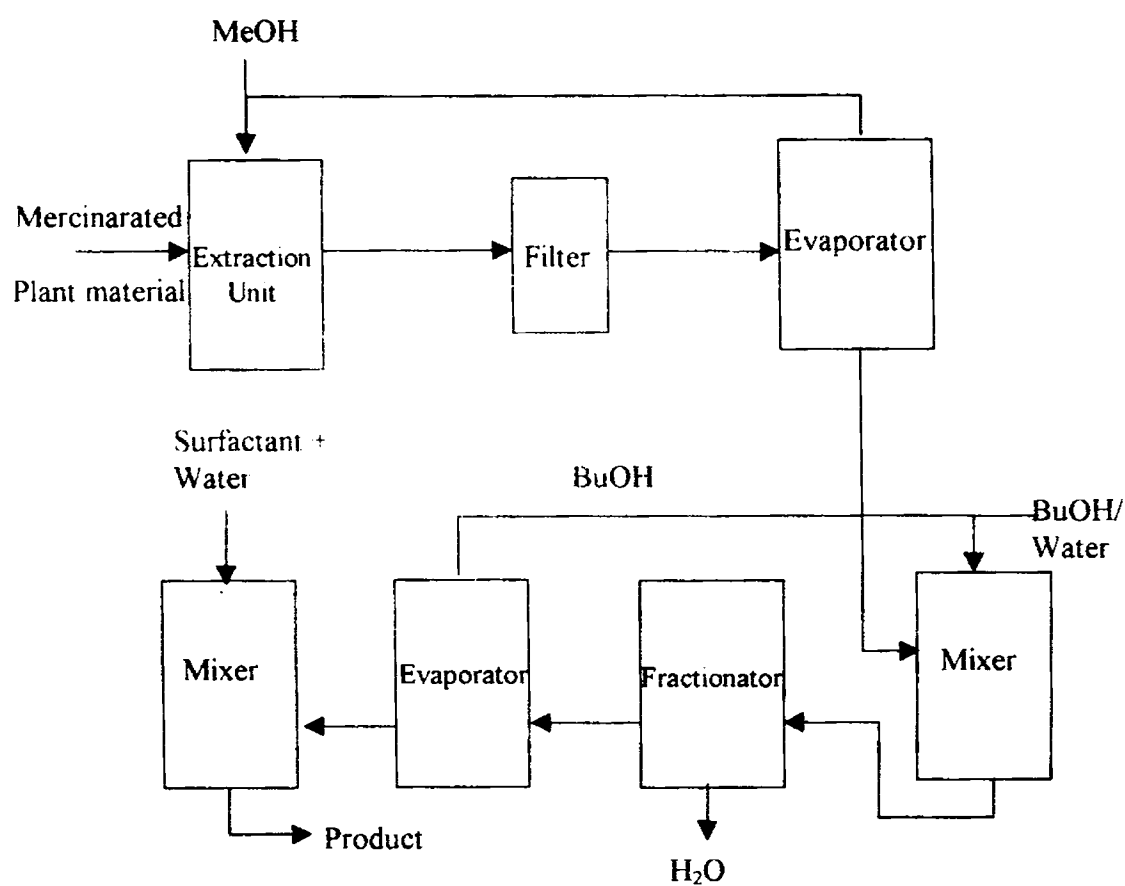 MeOH
Mercinarated
Plant material
Extraction
Unit
Filter
Evaporator
Surfactant +
Water
BuOH
BuOH/
Water
Mixer
Evaporator
Fractionator
Mixer
Product
H₂O